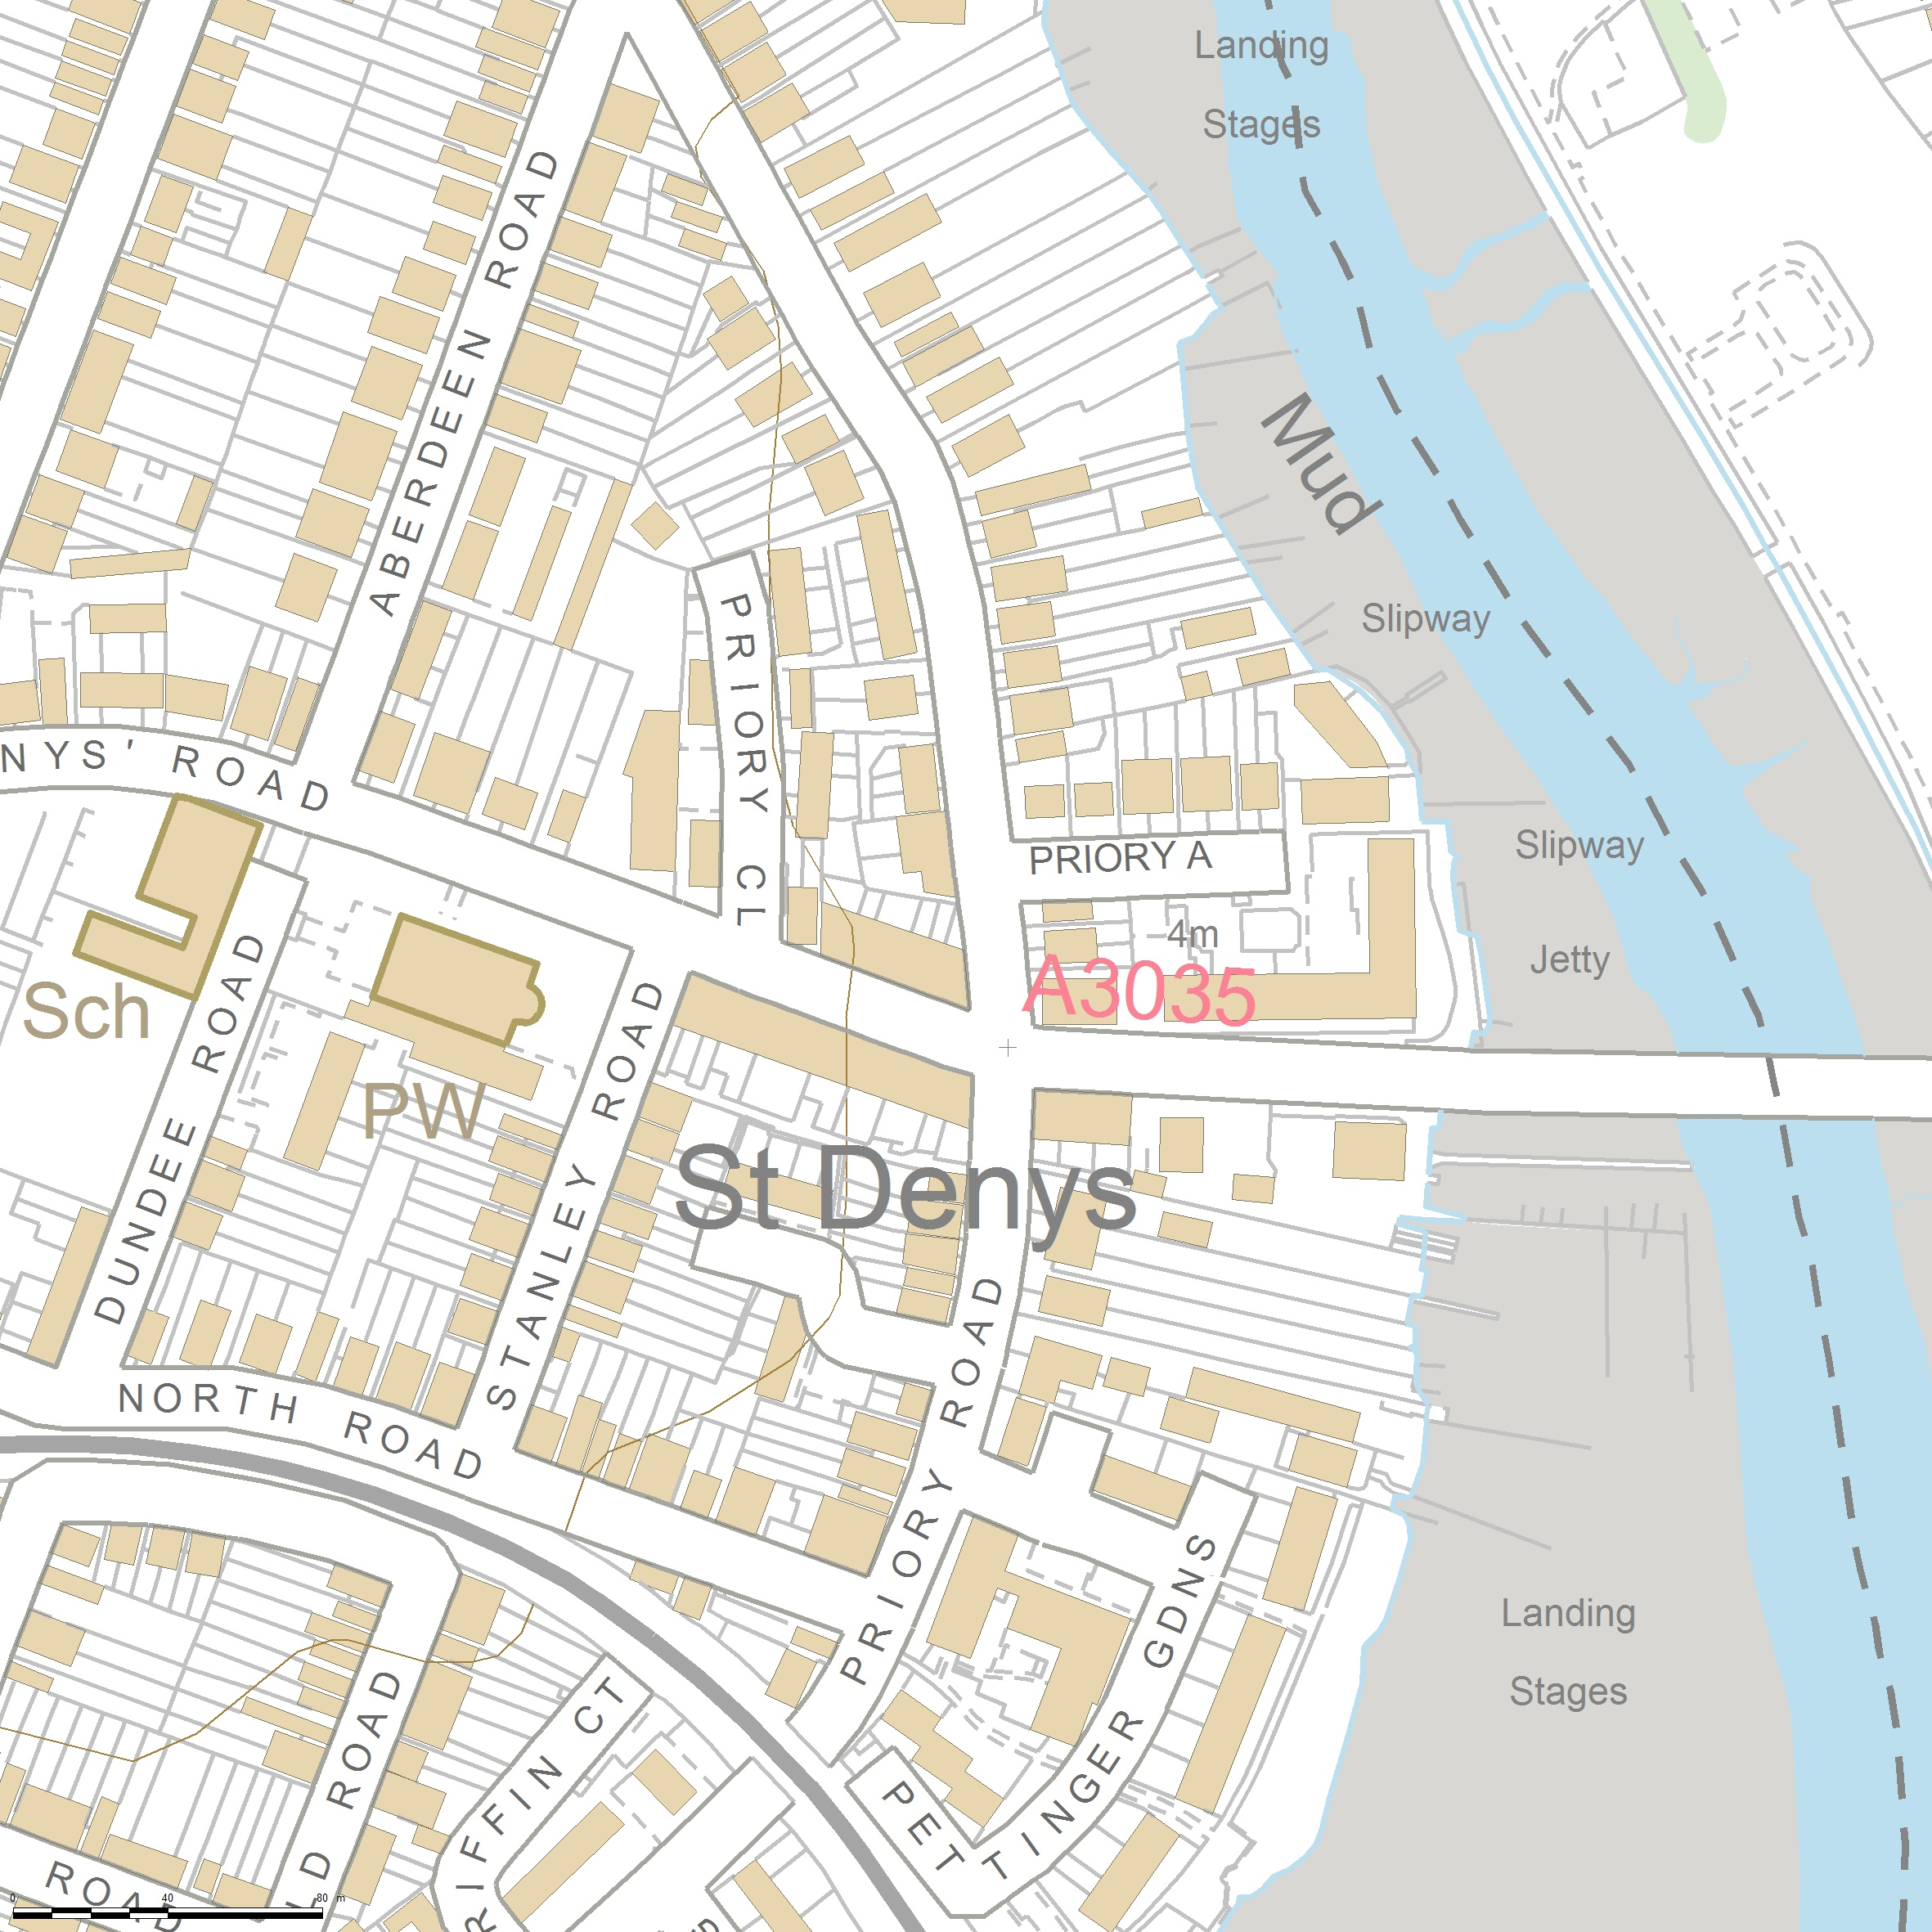 Landing
Stages
ABERDEEN ROAD
Mud
Slipway
PRIORY CL
NYS' ROAD
Slipway
PRIORY A
4m
Jetty
A3035
Sch
DUNDEE ROAD
PW
STANLEY ROAD
St Denys
PRIORY ROAD
NORTH ROAD
PRIORY
GDNS
Landing
Stages
PETTINGER
RIFFIN CT
LD ROAD
ROAD
0 40 80 m